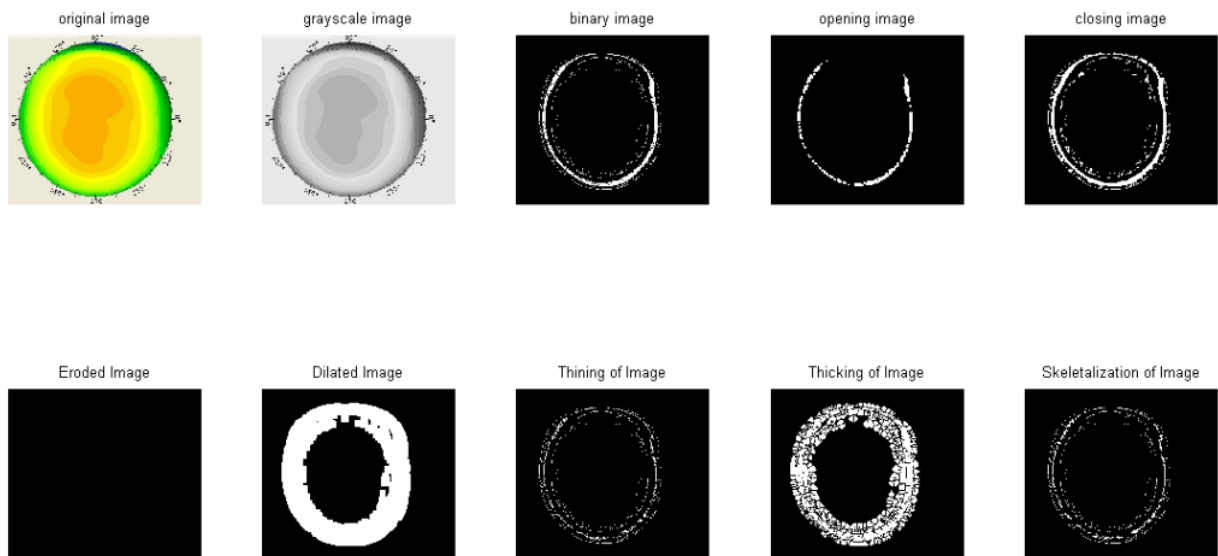 original image
grayscale image
binary image
opening image
closing image
Eroded Image
Dilated Image
Thining of Image
Thicking of Image
Skeletalization of Image